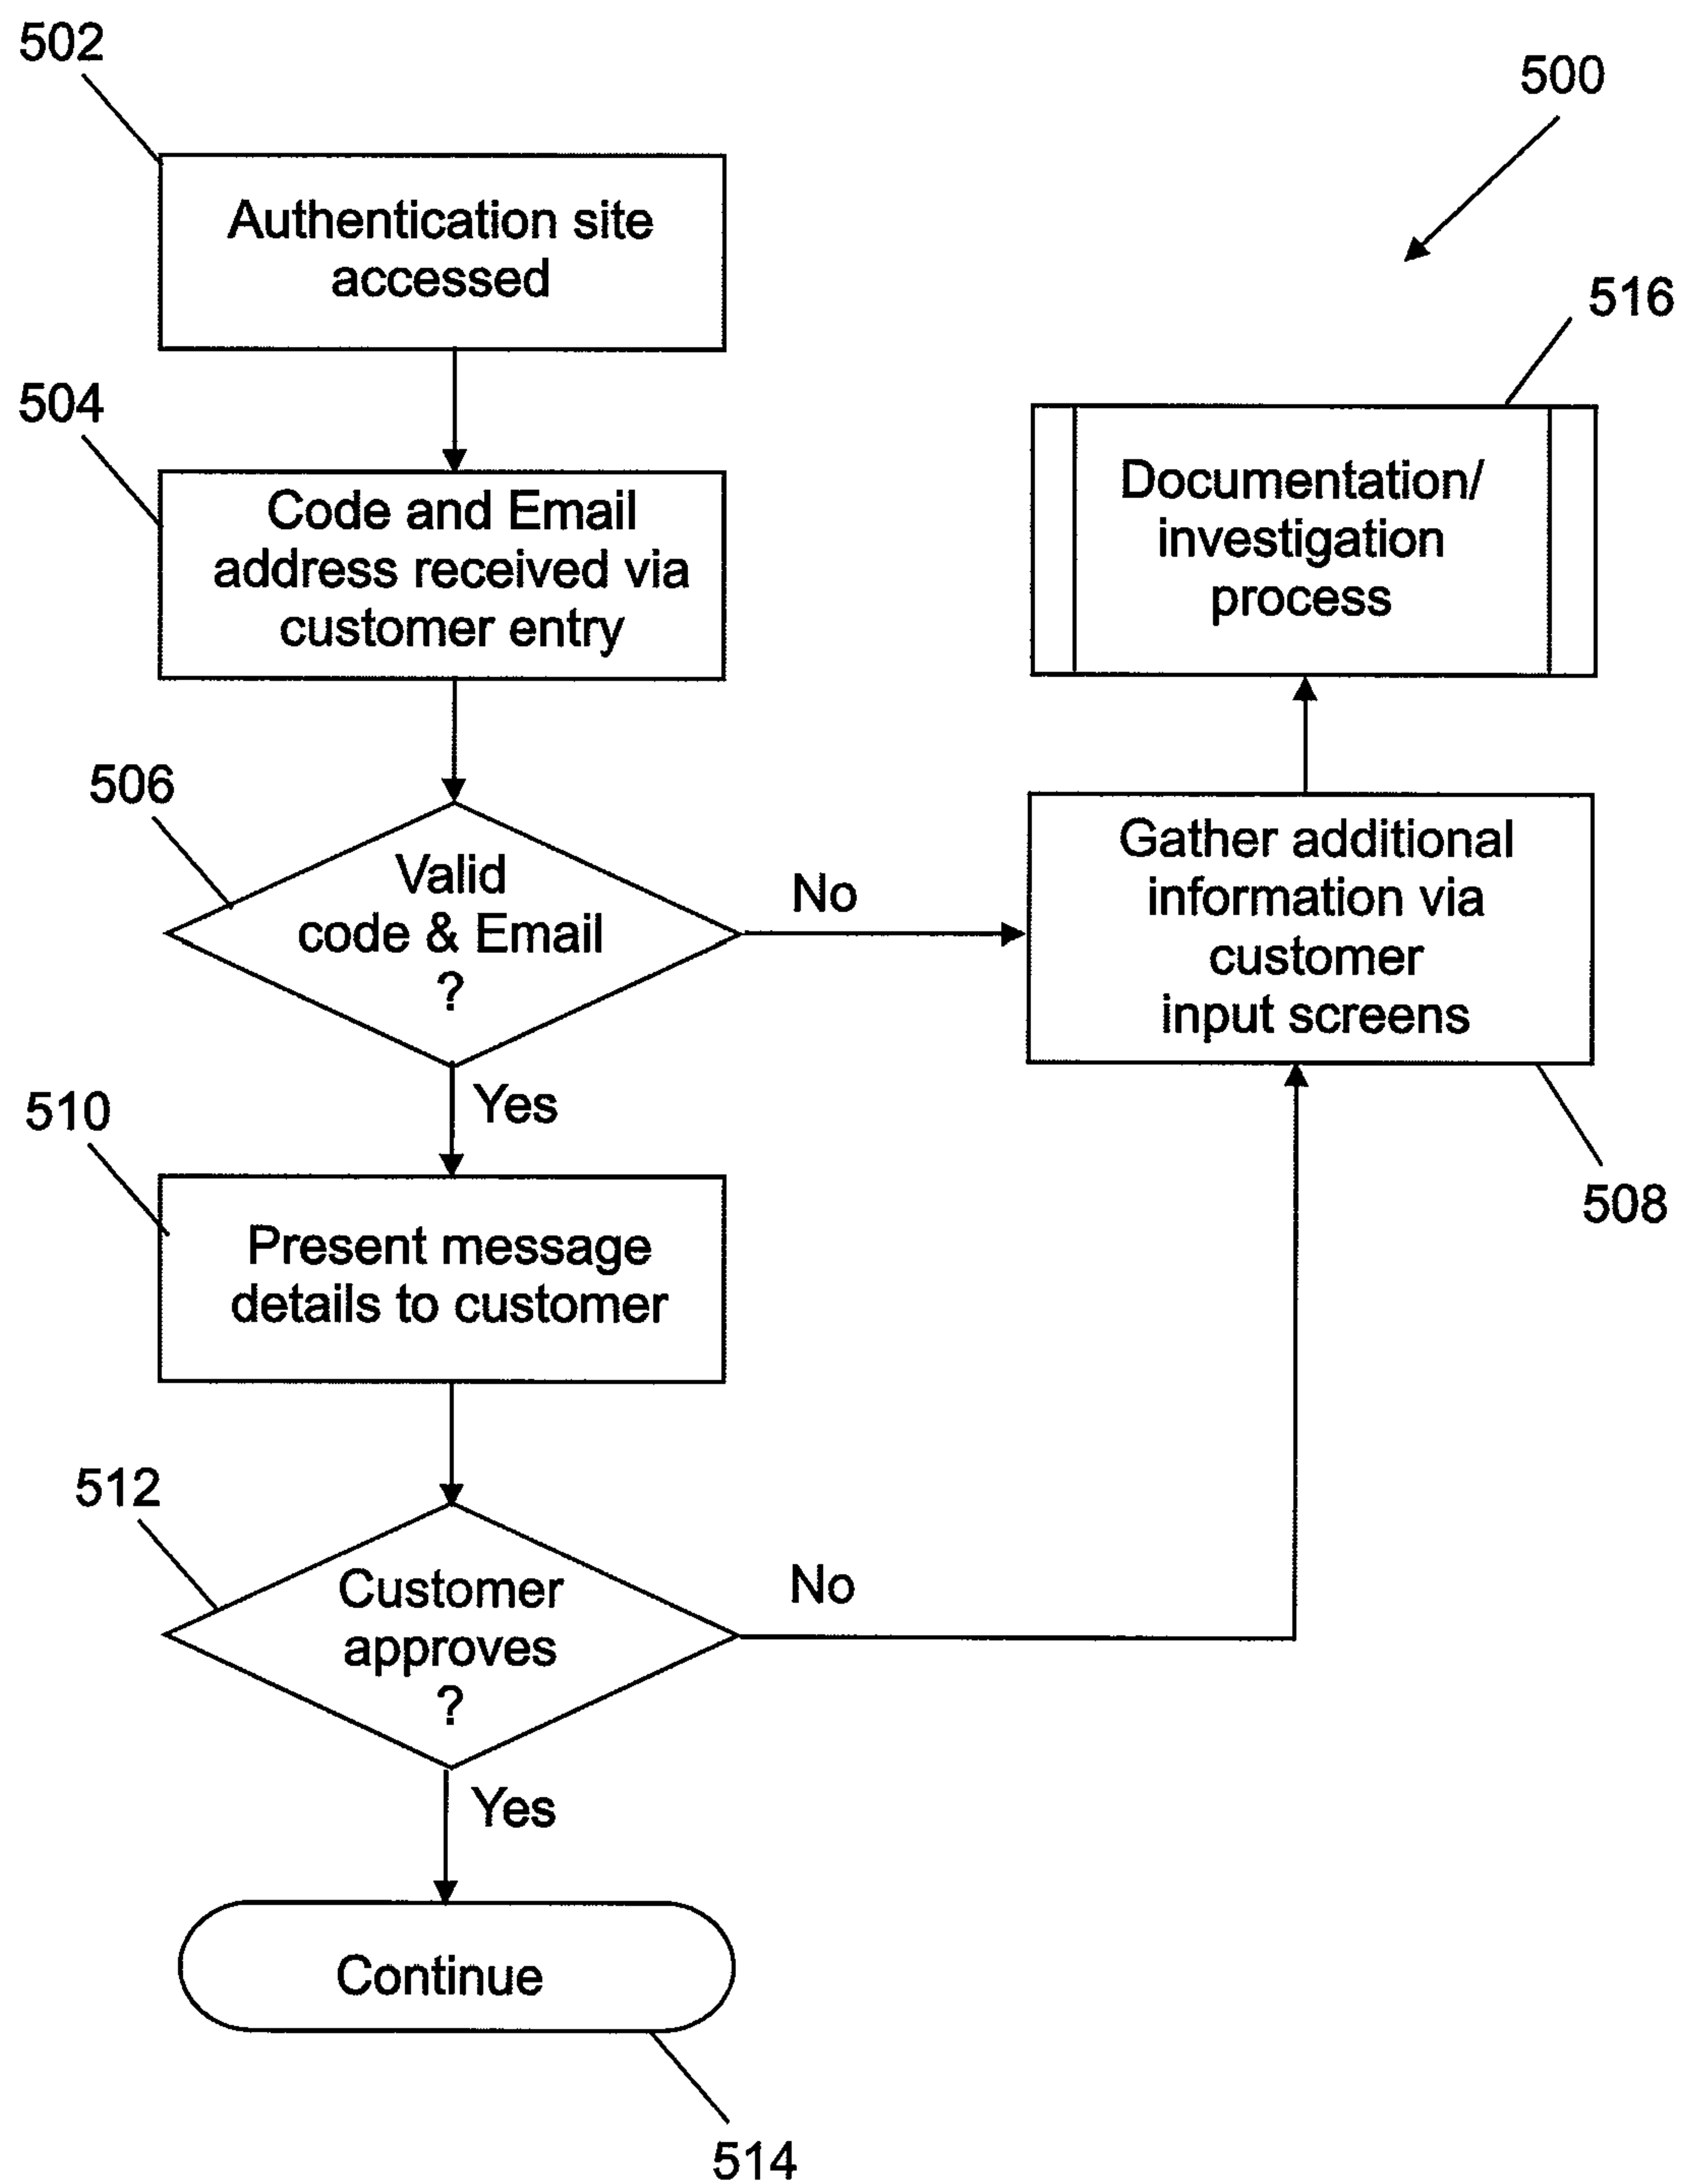 502
500
Authentication site
accessed
516
504
Code and Email
address received via
customer entry
Documentation/
investigation
process
506
Valid
code & Email
?
No
Gather additional
information via
customer
input screens
Yes
510
508
Present message
details to customer
512
Customer
approves
?
No
Yes
Continue
514